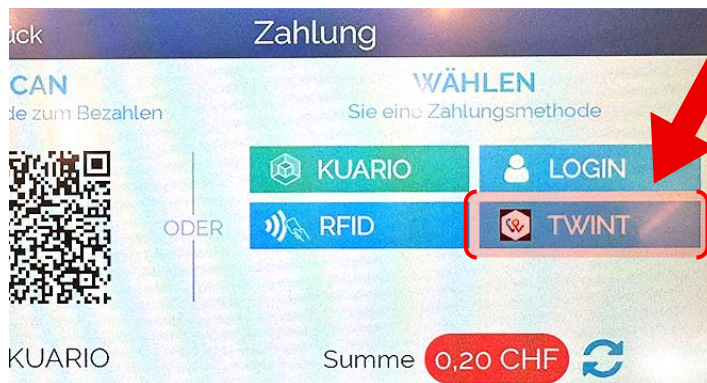 Zahlung
CAN
de zum Bezahlen
ODER
WÄHLEN
Sie eine Zahlungsmethode
KUARIO
LOGIN
RFID
TWINT
KUARIO
Summe 0,20 CHF